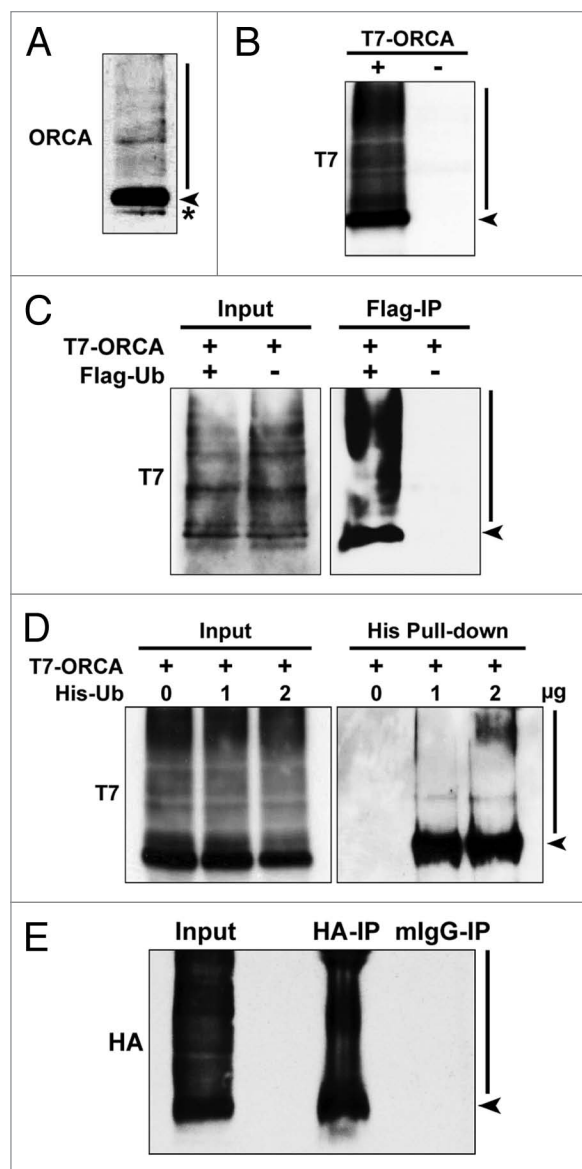 A
ORCA
*
B
T7-ORCA
+ -
T7
C
Input Flag-IP
T7-ORCA + + + +
Flag-Ub + - + -
T7
D
Input His Pull-down
T7-ORCA + + + + + +
His-Ub 0 1 2 0 1 2 µg
T7
E
Input HA-IP mIgG-IP
HA